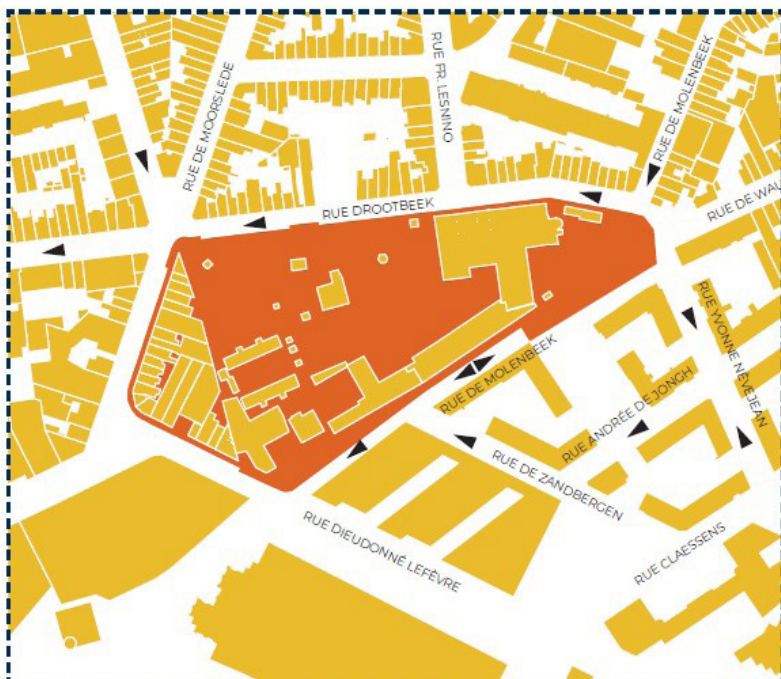 RUE DE MOORSLEDE
RUE FR. LESNINO
RUE DE MOLENBEEK
RUE DROOTBEEK
RUE DE WAU
RUE YVONNE NÈVEJEAN
RUE DE MOLENBEEK
RUE ANDRÉE DE JONGH
RUE DE ZANDBERGEN
RUE DIEUDONNÉ LEFÈVRE
RUE CLAESSENS